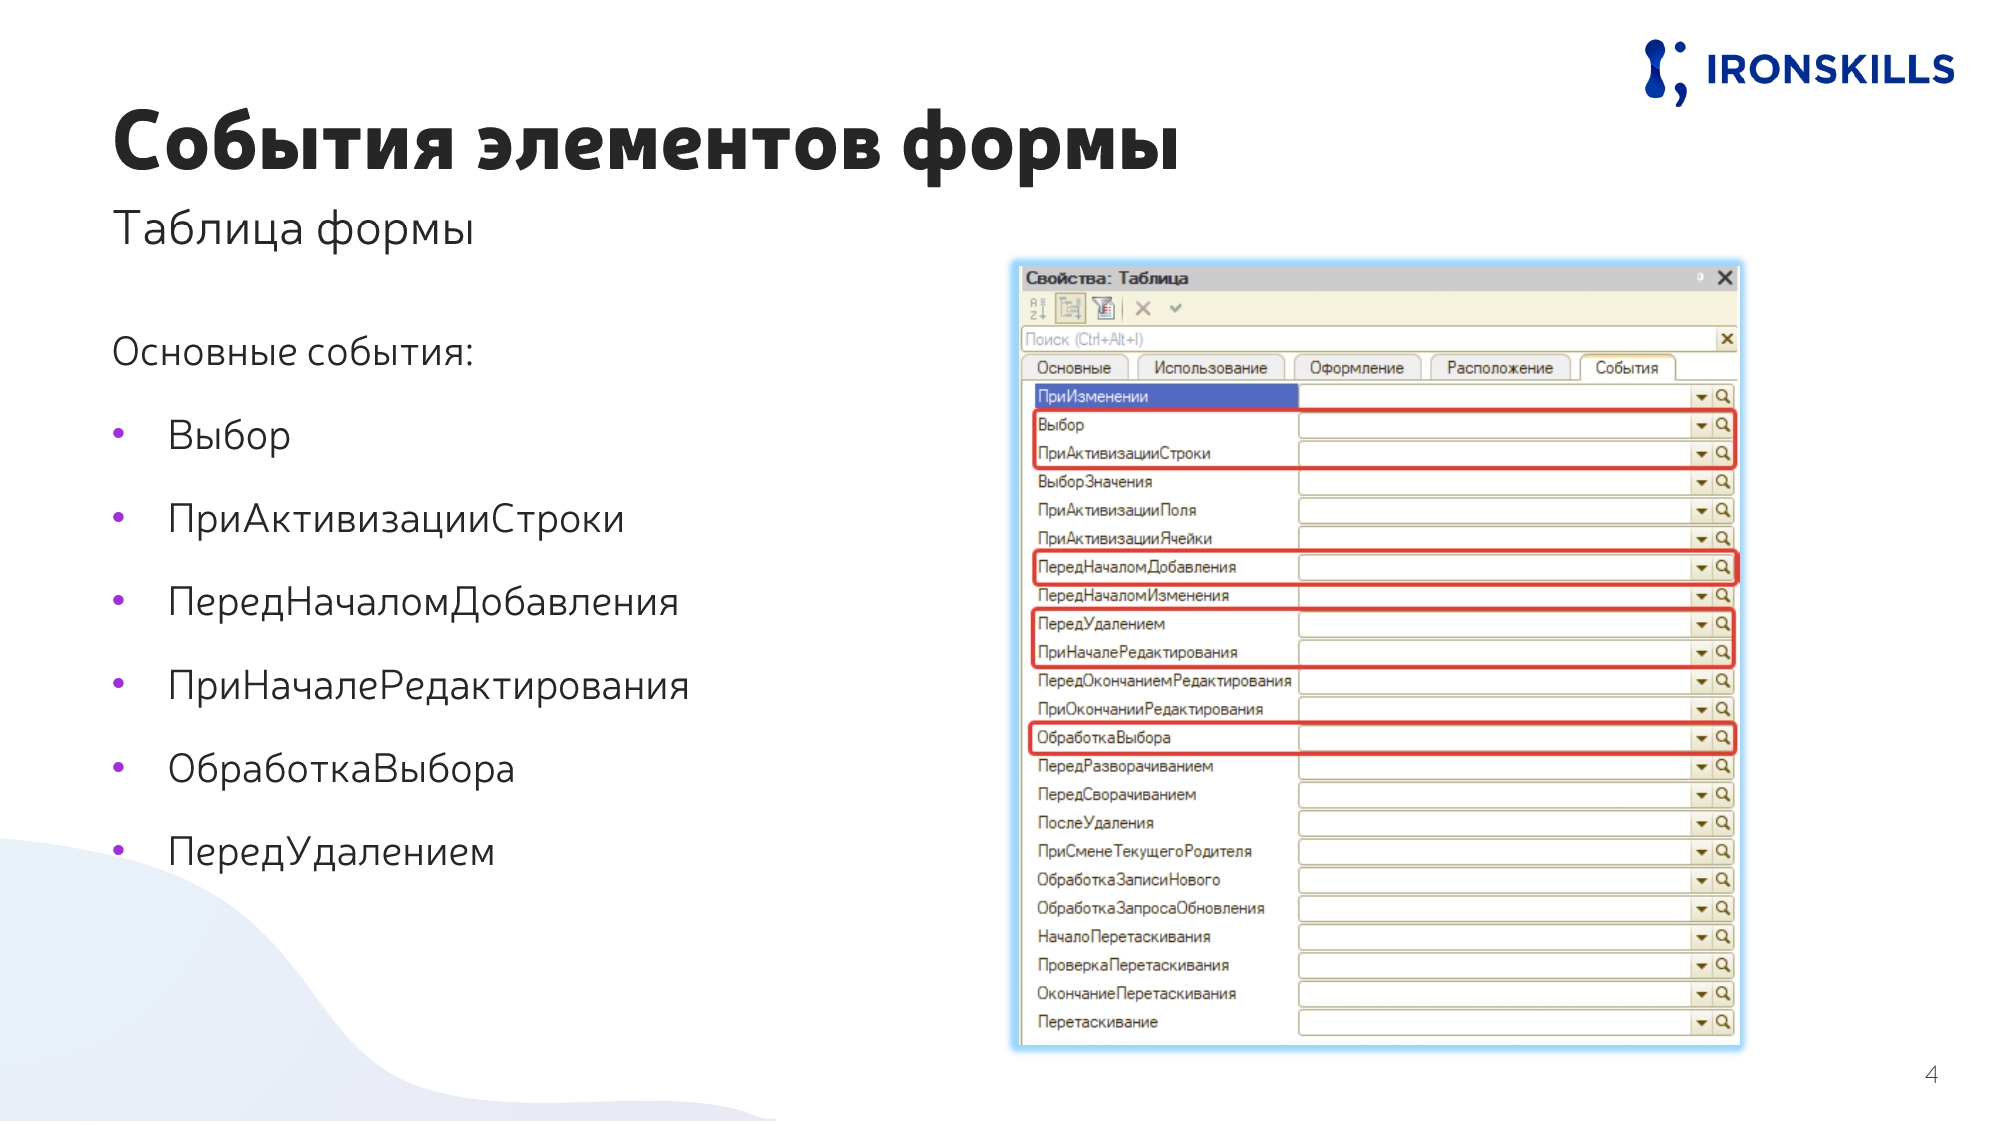 IRONSKILLS
События элементов формы
Таблица формы
Основные события:
• Выбор
• ПриАктивизацииСтроки
• ПередНачаломДобавления
• ПриНачалеРедактирования
• ОбработкаВыбора
• ПередУдалением
Свойства: Таблица
Поиск (Ctrl+Alt+I)
Основные Использование Оформление Расположение События
ПриИзменении
Выбор
ПриАктивизацииСтроки
ВыборЗначения
ПриАктивизацииПоля
ПриАктивизацииЯчейки
ПередНачаломДобавления
ПередНачаломИзменения
ПередУдалением
ПриНачалеРедактирования
ПередОкончаниемРедактирования
ПриОкончанииРедактирования
ОбработкаВыбора
ПередРазворачиванием
ПередСворачиванием
ПослеУдаления
ПриСменеТекущегоРодителя
ОбработкаЗаписиНового
ОбработкаЗапросаОбновления
НачалоПеретаскивания
ПроверкаПеретаскивания
ОкончаниеПеретаскивания
Перетаскивание
4